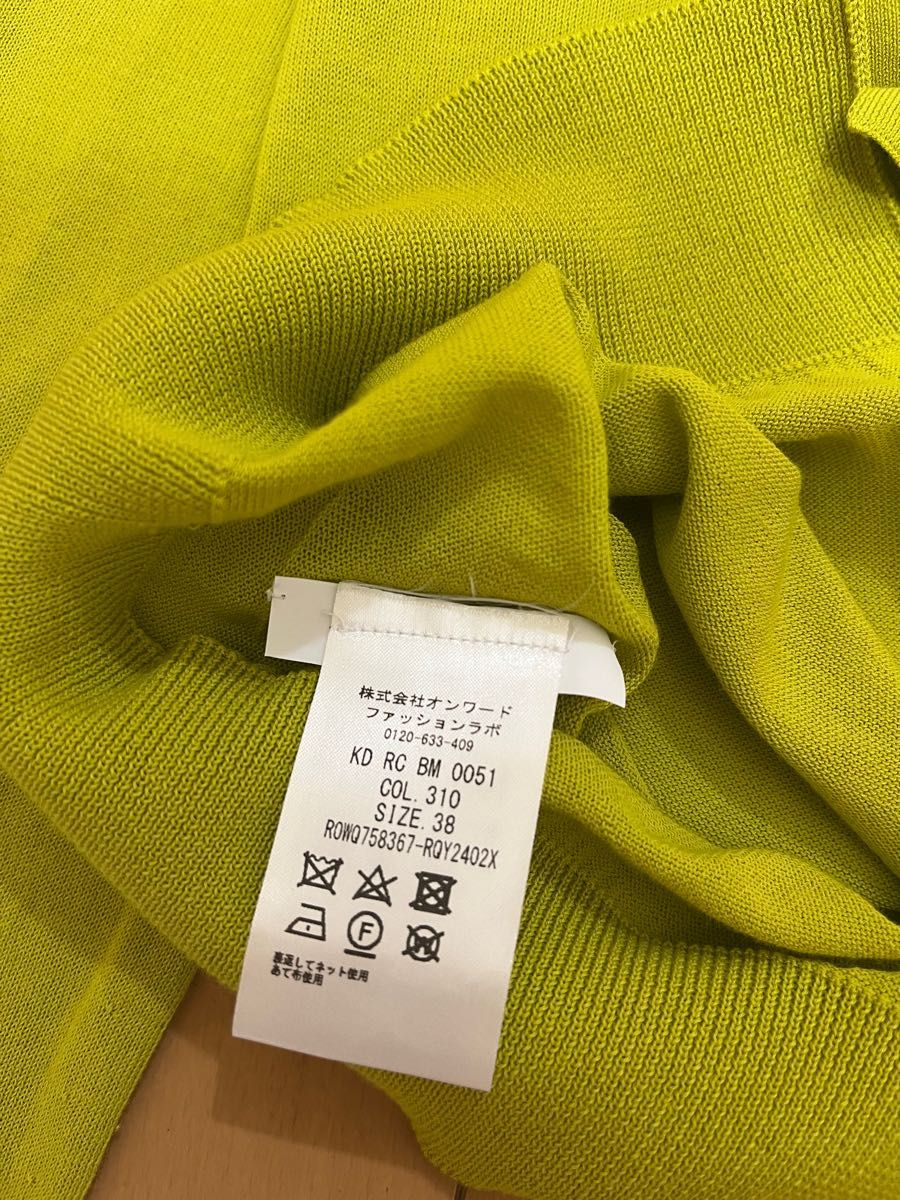 株式会社オンワード
ファッションラボ
0120-633-409
KD RC BM 0051
COL.310
SIZE.38
ROWQ758367-RQY2402X
F
W
裏返してネット使用
あて布使用